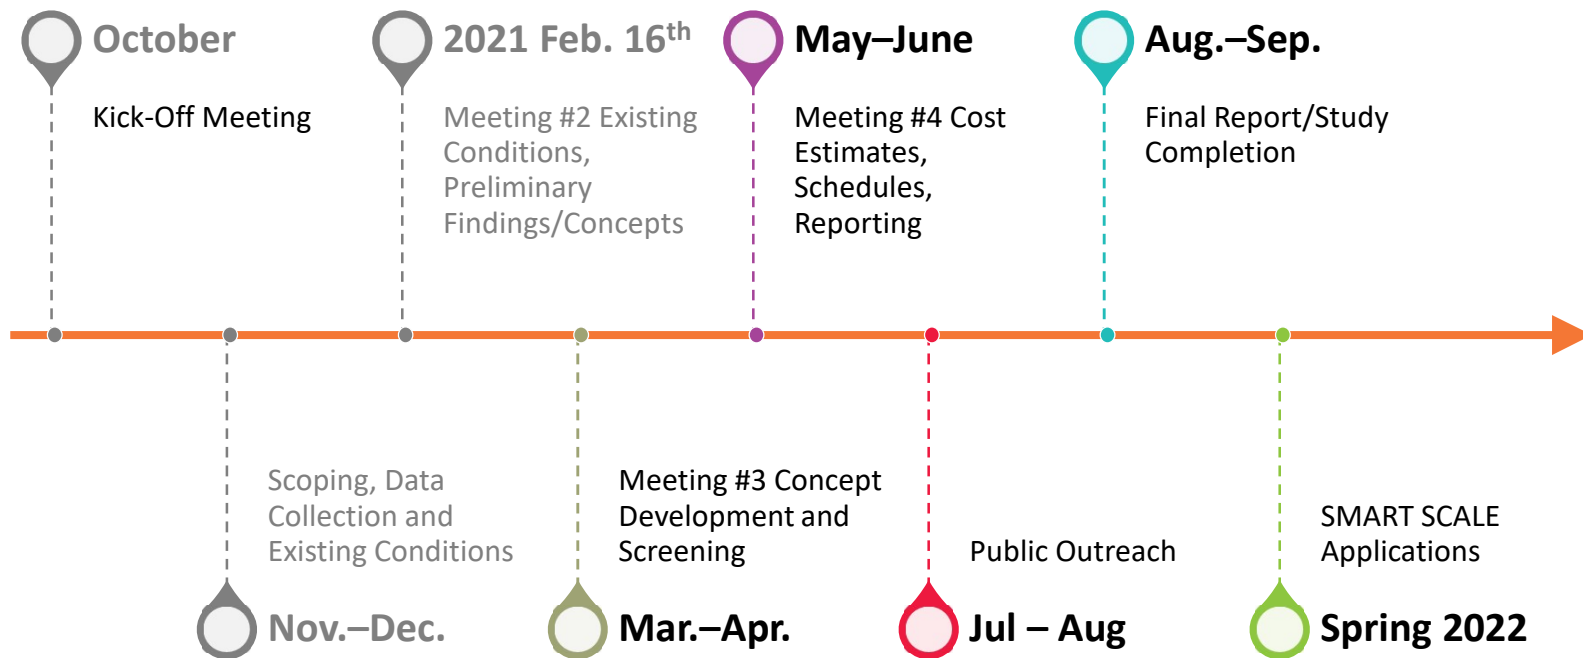 October
Kick-Off Meeting
2021 Feb. 16th
Meeting #2 Existing
Conditions,
Preliminary
Findings/Concepts
May–June
Meeting #4 Cost
Estimates,
Schedules,
Reporting
Aug.–Sep.
Final Report/Study
Completion
Scoping, Data
Collection and
Existing Conditions
Nov.–Dec.
Meeting #3 Concept
Development and
Screening
Mar.–Apr.
Public Outreach
Jul – Aug
SMART SCALE
Applications
Spring 2022